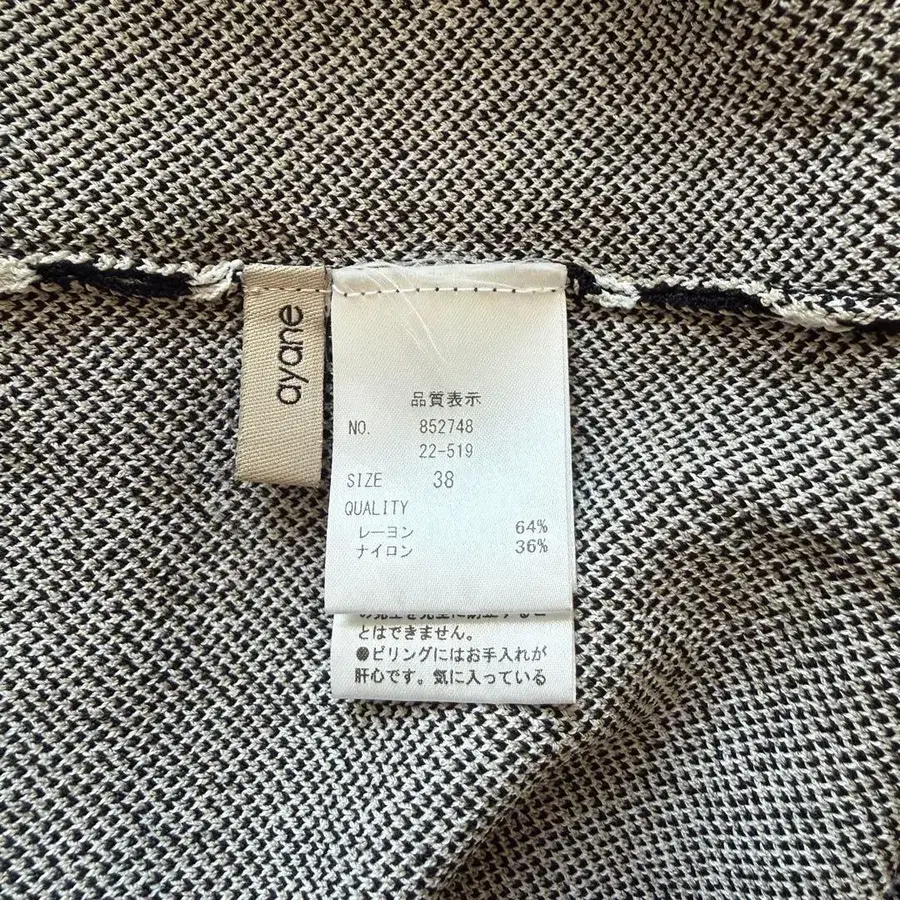 ayane
品質表示
NO. 852748
22-519
SIZE 38
QUALITY
レーヨン 64%
ナイロン 36%
とはできません。
●ピリングにはお手入れが
肝心です。気に入っている